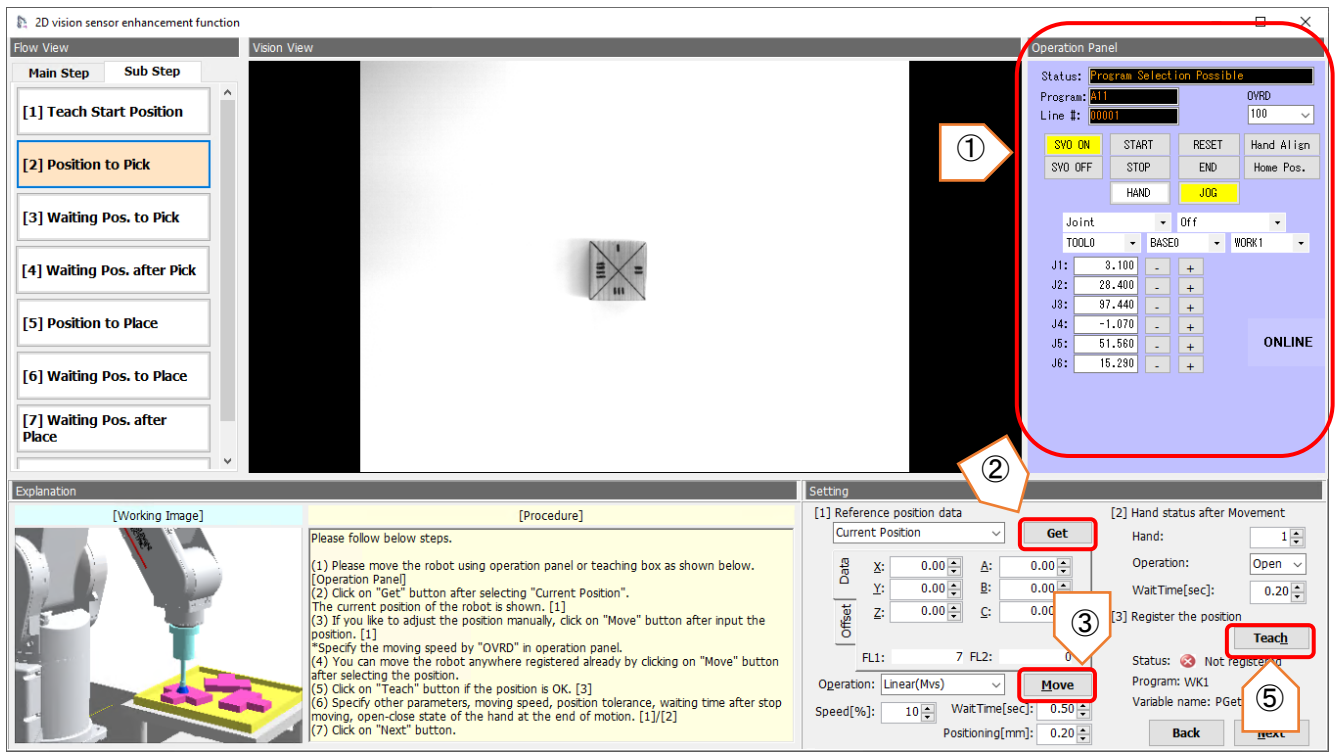 2D vision sensor enhancement function
Flow View
Main Step
Sub Step
[1] Teach Start Position
[2] Position to Pick
[3] Waiting Pos. to Pick
[4] Waiting Pos. after Pick
[5] Position to Place
[6] Waiting Pos. to Place
[7] Waiting Pos. after
Place
Vision View
①
Operation Panel
Status: Program Selection Possible
Program: A11
OVRD
Line #: 00001
100
SVO ON START RESET Hand Align
SVO OFF STOP END Home Pos.
HAND JOG
Joint Off
TOOL0 BASE0 WORK1
J1: 3.100 - +
J2: 28.400 - +
J3: 97.440 - +
J4: -1.070 - +
J5: 51.560 - +
J6: 15.290 - +
ONLINE
②
Explanation
[Working Image]
[Procedure]
Please follow below steps.
(1) Please move the robot using operation panel or teaching box as shown below.
[Operation Panel]
(2) Click on "Get" button after selecting "Current Position".
The current position of the robot is shown. [1]
(3) If you like to adjust the position manually, click on "Move" button after input the
position. [1]
*Specify the moving speed by "OVRD" in operation panel.
(4) You can move the robot anywhere registered already by clicking on "Move" button
after selecting the position.
(5) Click on "Teach" button if the position is OK. [3]
(6) Specify other parameters, moving speed, position tolerance, waiting time after stop
moving, open-close state of the hand at the end of motion. [1]/[2]
(7) Click on "Next" button.
Setting
[1] Reference position data
Current Position
Get
Data
Offset
X: 0.00 A: 0.00
Y: 0.00 B: 0.00
Z: 0.00 C: 0.00
③
FL1: 7 FL2: 0
Operation: Linear(Mvs)
Move
Speed[%]: 10 WaitTime[sec]: 0.50
Positioning[mm]: 0.20
[2] Hand status after Movement
Hand: 1
Operation: Open
WaitTime[sec]: 0.20
[3] Register the position
Teach
Status: Not registered
Program: WK1
Variable name: PGet
⑤
Back
Next